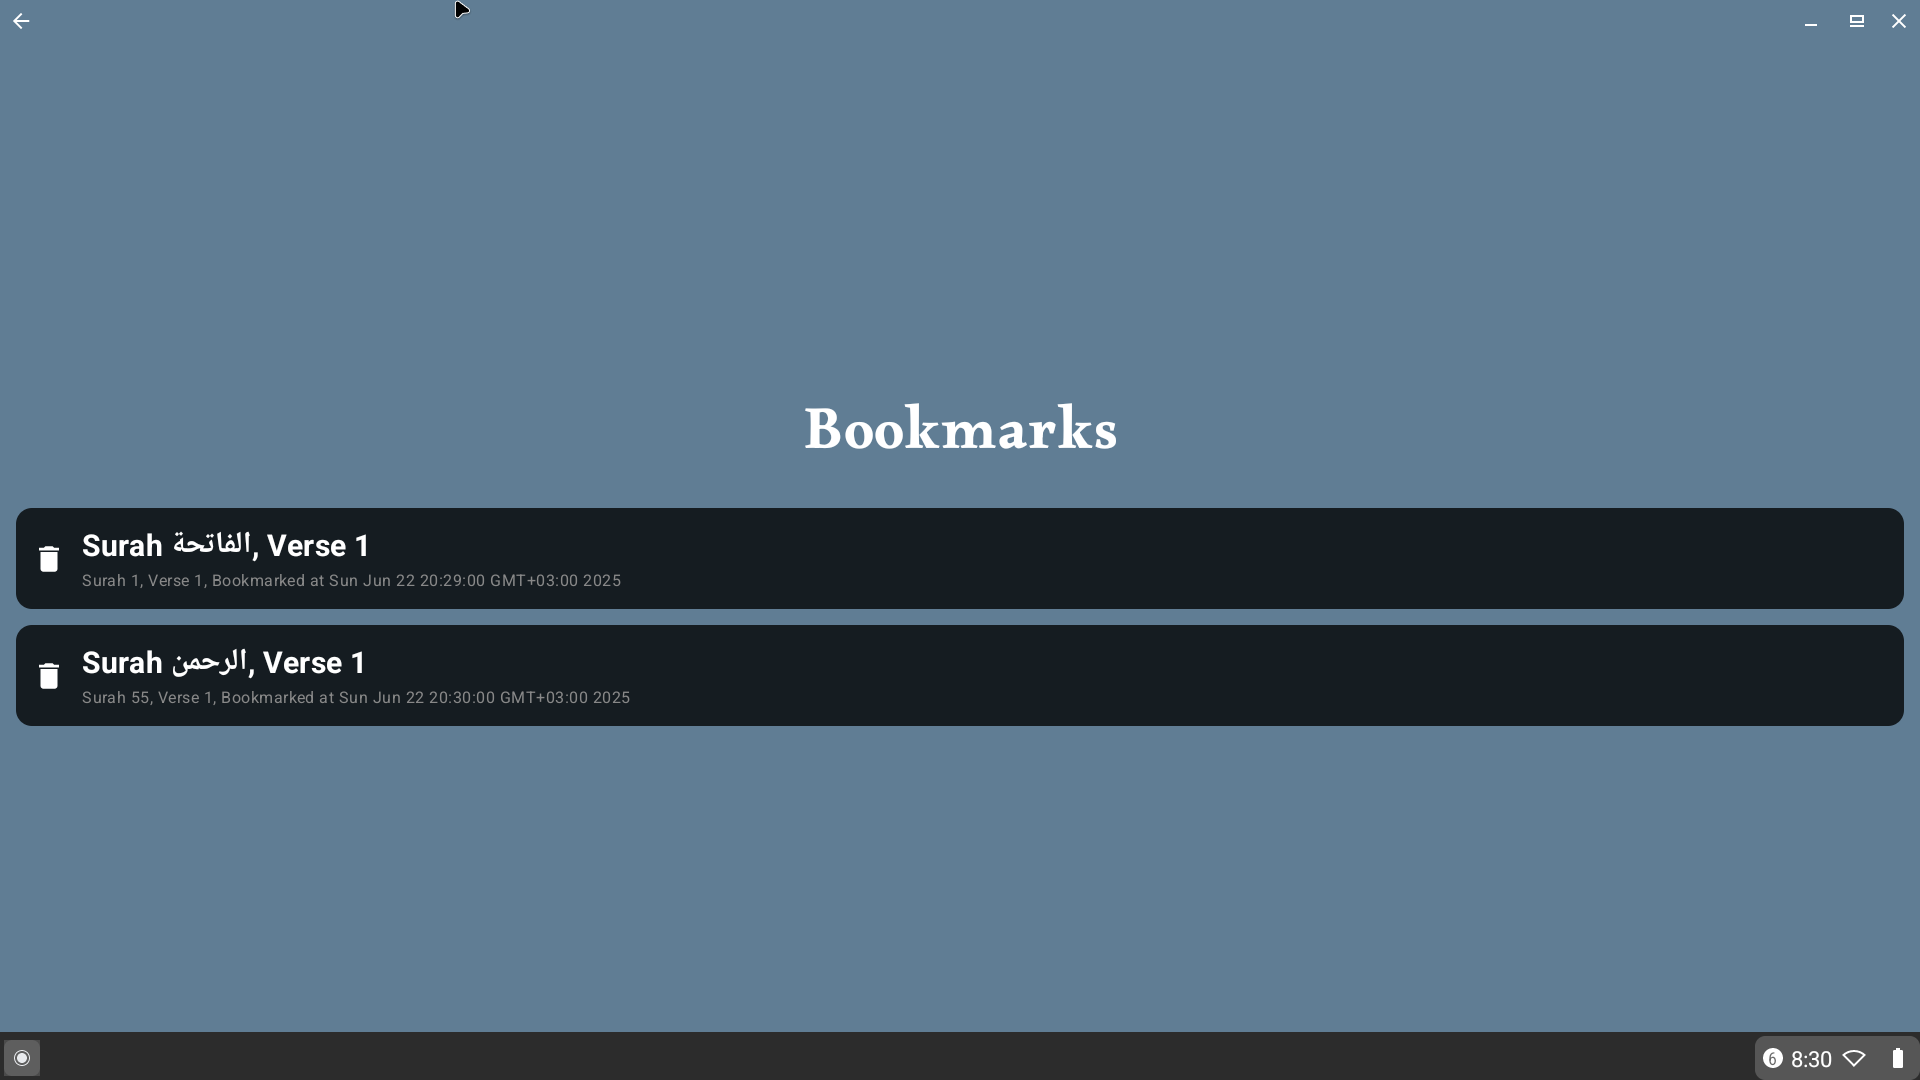 Bookmarks
Surah الفاتحة, Verse 1
Surah 1, Verse 1, Bookmarked at Sun Jun 22 20:29:00 GMT+03:00 2025
Surah الرحمن, Verse 1
Surah 55, Verse 1, Bookmarked at Sun Jun 22 20:30:00 GMT+03:00 2025
6 8:30